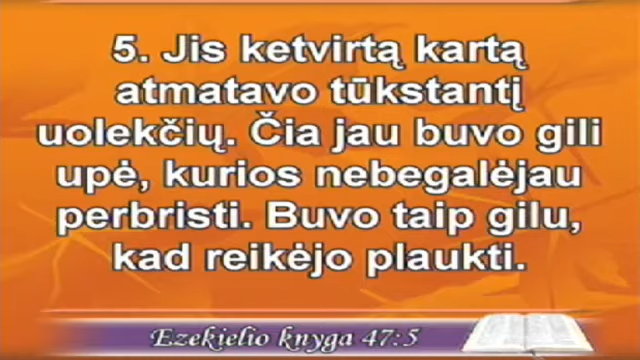 5. Jis ketvirtą kartą
atmatavo tūkstantį
uolekčių. Čia jau buvo gili
upė, kurios nebegalėjau
perbristi. Buvo taip gilu,
kad reikėjo plaukti.
Ezekielio knyga 47:5